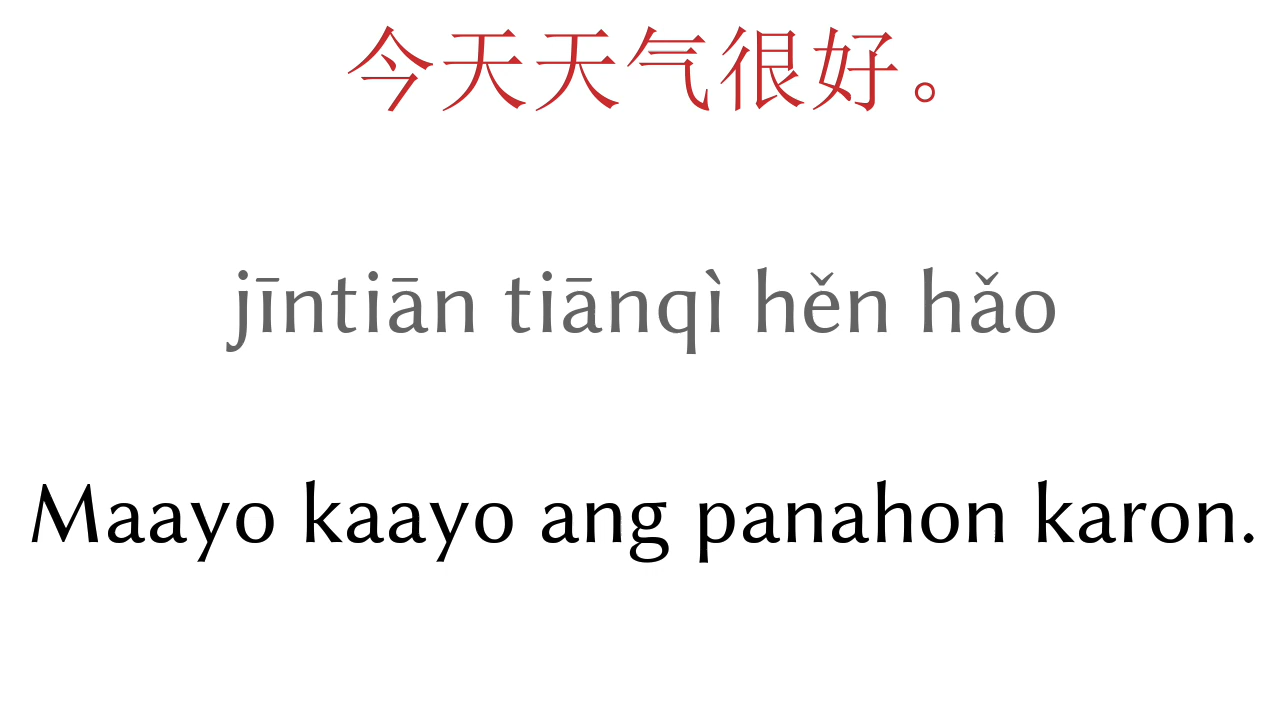 今天天气很好。
jīntiān tiānqì hěn hǎo
Maayo kaayo ang panahon karon.